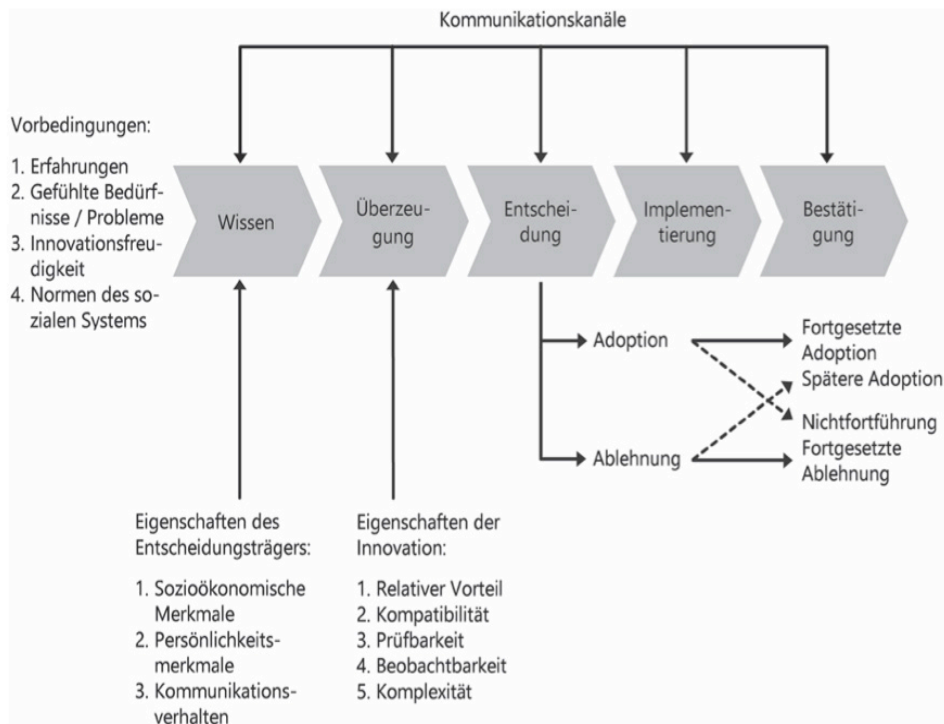 Kommunikationskanäle
Vorbedingungen:
1. Erfahrungen
2. Gefühlte Bedürf-
nisse / Probleme
3. Innovationsfreu-
digkeit
4. Normen des so-
zialen Systems
Wissen
Überzeu-
gung
Entschei-
dung
Implemen-
tierung
Bestäti-
gung
Adoption
Ablehnung
Fortgesetzte
Adoption
Spätere Adoption
Nichtfortführung
Fortgesetzte
Ablehnung
Eigenschaften des
Entscheidungsträgers:
1. Sozioökonomische
Merkmale
2. Persönlichkeits-
merkmale
3. Kommunikations-
verhalten
Eigenschaften der
Innovation:
1. Relativer Vorteil
2. Kompatibilität
3. Prüfbarkeit
4. Beobachtbarkeit
5. Komplexität